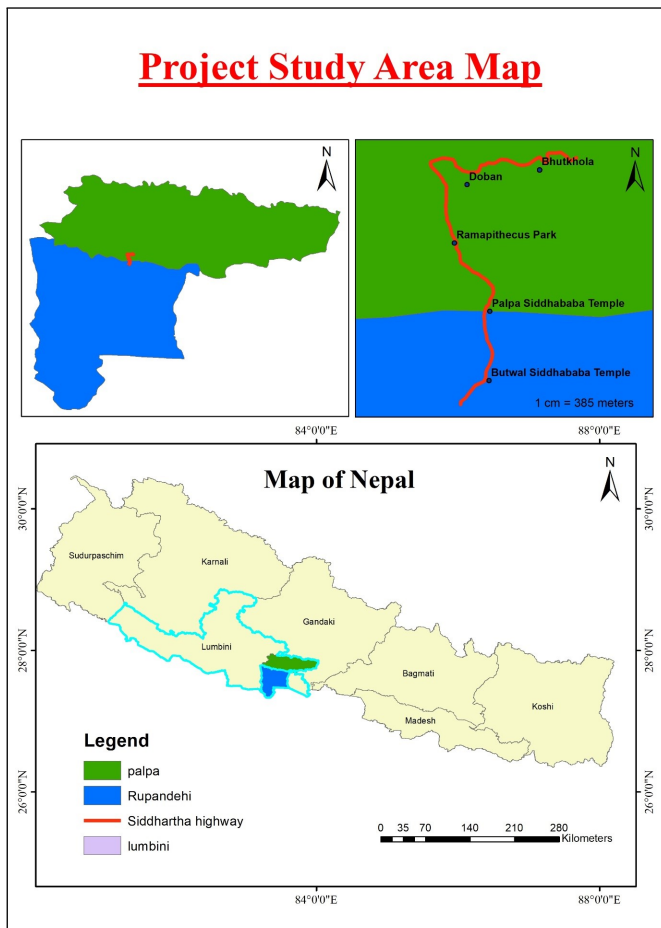 Project Study Area Map
N
N
Bhutkhola
Doban
Ramapithecus Park
Palpa Siddhababa Temple
Butwal Siddhababa Temple
1 cm = 385 meters
84°0'0"E
88°0'0"E
Map of Nepal
N
30°0'0"N
30°0'0"N
Sudurpaschim
Karnali
Gandaki
Lumbini
28°0'0"N
28°0'0"N
Bagmati
Koshi
Madesh
Legend
palpa
Rupandehi
Siddhartha highway
lumbini
26°0'0"N
26°0'0"N
0 35 70 140 210 280
Kilometers
84°0'0"E
88°0'0"E